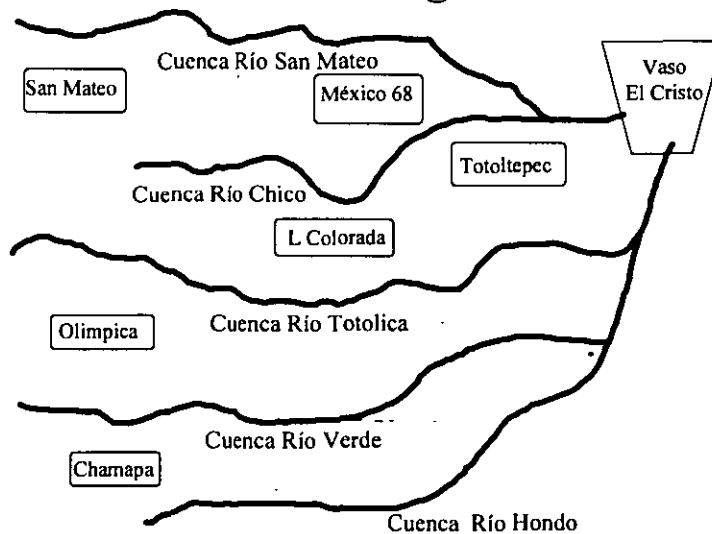 Cuenca Río San Mateo
San Mateo
México 68
Vaso
El Cristo
Totoltepec
Cuenca Río Chico
L Colorada
Cuenca Río Totolica
Olimpica
Cuenca Río Verde
Chamapa
Cuenca Río Hondo